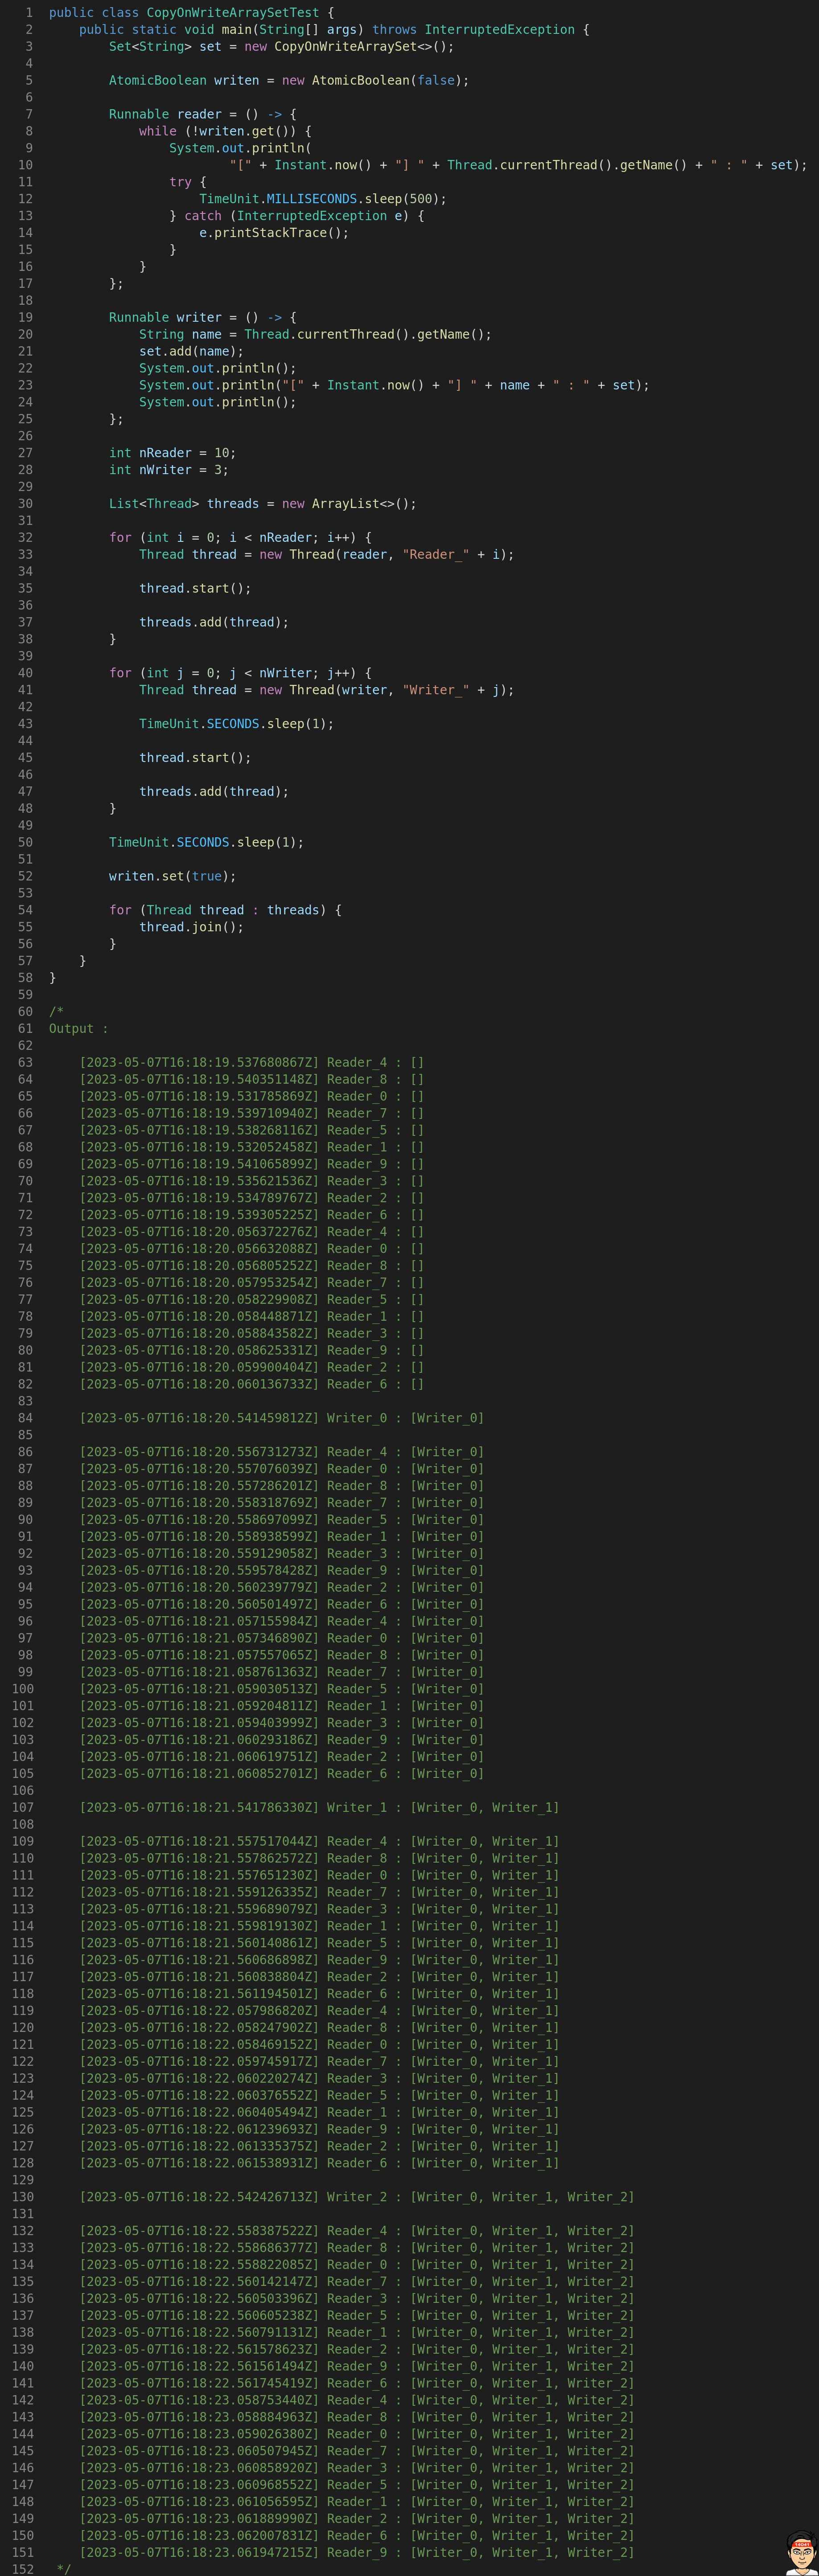 1 public class CopyOnWriteArraySetTest {
2     public static void main(String[] args) throws InterruptedException {
3         Set<String> set = new CopyOnWriteArraySet<>();
4
5         AtomicBoolean writen = new AtomicBoolean(false);
6
7         Runnable reader = () -> {
8             while (!writen.get()) {
9                 System.out.println(
10                         "[" + Instant.now() + "] " + Thread.currentThread().getName() + " : " + set);
11                 try {
12                     TimeUnit.MILLISECONDS.sleep(500);
13                 } catch (InterruptedException e) {
14                     e.printStackTrace();
15                 }
16             }
17         };
18
19         Runnable writer = () -> {
20             String name = Thread.currentThread().getName();
21             set.add(name);
22             System.out.println();
23             System.out.println("[" + Instant.now() + "] " + name + " : " + set);
24             System.out.println();
25         };
26
27         int nReader = 10;
28         int nWriter = 3;
29
30         List<Thread> threads = new ArrayList<>();
31
32         for (int i = 0; i < nReader; i++) {
33             Thread thread = new Thread(reader, "Reader_" + i);
34
35             thread.start();
36
37             threads.add(thread);
38         }
39
40         for (int j = 0; j < nWriter; j++) {
41             Thread thread = new Thread(writer, "Writer_" + j);
42
43             TimeUnit.SECONDS.sleep(1);
44
45             thread.start();
46
47             threads.add(thread);
48         }
49
50         TimeUnit.SECONDS.sleep(1);
51
52         writen.set(true);
53
54         for (Thread thread : threads) {
55             thread.join();
56         }
57     }
58 }
59
60 /*
61 Output :
62
63     [2023-05-07T16:18:19.537680867Z] Reader_4 : []
64     [2023-05-07T16:18:19.540351148Z] Reader_8 : []
65     [2023-05-07T16:18:19.531785869Z] Reader_0 : []
66     [2023-05-07T16:18:19.539710940Z] Reader_7 : []
67     [2023-05-07T16:18:19.538268116Z] Reader_5 : []
68     [2023-05-07T16:18:19.532052458Z] Reader_1 : []
69     [2023-05-07T16:18:19.541065899Z] Reader_9 : []
70     [2023-05-07T16:18:19.535621536Z] Reader_3 : []
71     [2023-05-07T16:18:19.534789767Z] Reader_2 : []
72     [2023-05-07T16:18:19.539305225Z] Reader_6 : []
73     [2023-05-07T16:18:20.056372276Z] Reader_4 : []
74     [2023-05-07T16:18:20.056632088Z] Reader_0 : []
75     [2023-05-07T16:18:20.056805252Z] Reader_8 : []
76     [2023-05-07T16:18:20.057953254Z] Reader_7 : []
77     [2023-05-07T16:18:20.058229908Z] Reader_5 : []
78     [2023-05-07T16:18:20.058448871Z] Reader_1 : []
79     [2023-05-07T16:18:20.058843582Z] Reader_3 : []
80     [2023-05-07T16:18:20.058625331Z] Reader_9 : []
81     [2023-05-07T16:18:20.059900404Z] Reader_2 : []
82     [2023-05-07T16:18:20.060136733Z] Reader_6 : []
83
84     [2023-05-07T16:18:20.541459812Z] Writer_0 : [Writer_0]
85
86     [2023-05-07T16:18:20.556731273Z] Reader_4 : [Writer_0]
87     [2023-05-07T16:18:20.557076039Z] Reader_0 : [Writer_0]
88     [2023-05-07T16:18:20.557286201Z] Reader_8 : [Writer_0]
89     [2023-05-07T16:18:20.558318769Z] Reader_7 : [Writer_0]
90     [2023-05-07T16:18:20.558697099Z] Reader_5 : [Writer_0]
91     [2023-05-07T16:18:20.558938599Z] Reader_1 : [Writer_0]
92     [2023-05-07T16:18:20.559129058Z] Reader_3 : [Writer_0]
93     [2023-05-07T16:18:20.559578428Z] Reader_9 : [Writer_0]
94     [2023-05-07T16:18:20.560239779Z] Reader_2 : [Writer_0]
95     [2023-05-07T16:18:20.560501497Z] Reader_6 : [Writer_0]
96     [2023-05-07T16:18:21.057155984Z] Reader_4 : [Writer_0]
97     [2023-05-07T16:18:21.057346890Z] Reader_0 : [Writer_0]
98     [2023-05-07T16:18:21.057557065Z] Reader_8 : [Writer_0]
99     [2023-05-07T16:18:21.058761363Z] Reader_7 : [Writer_0]
100     [2023-05-07T16:18:21.059030513Z] Reader_5 : [Writer_0]
101     [2023-05-07T16:18:21.059204811Z] Reader_1 : [Writer_0]
102     [2023-05-07T16:18:21.059403999Z] Reader_3 : [Writer_0]
103     [2023-05-07T16:18:21.060293186Z] Reader_9 : [Writer_0]
104     [2023-05-07T16:18:21.060619751Z] Reader_2 : [Writer_0]
105     [2023-05-07T16:18:21.060852701Z] Reader_6 : [Writer_0]
106
107     [2023-05-07T16:18:21.541786330Z] Writer_1 : [Writer_0, Writer_1]
108
109     [2023-05-07T16:18:21.557517044Z] Reader_4 : [Writer_0, Writer_1]
110     [2023-05-07T16:18:21.557862572Z] Reader_8 : [Writer_0, Writer_1]
111     [2023-05-07T16:18:21.557651230Z] Reader_0 : [Writer_0, Writer_1]
112     [2023-05-07T16:18:21.559126335Z] Reader_7 : [Writer_0, Writer_1]
113     [2023-05-07T16:18:21.559689079Z] Reader_3 : [Writer_0, Writer_1]
114     [2023-05-07T16:18:21.559819130Z] Reader_1 : [Writer_0, Writer_1]
115     [2023-05-07T16:18:21.560140861Z] Reader_5 : [Writer_0, Writer_1]
116     [2023-05-07T16:18:21.560686898Z] Reader_9 : [Writer_0, Writer_1]
117     [2023-05-07T16:18:21.560838804Z] Reader_2 : [Writer_0, Writer_1]
118     [2023-05-07T16:18:21.561194501Z] Reader_6 : [Writer_0, Writer_1]
119     [2023-05-07T16:18:22.057986820Z] Reader_4 : [Writer_0, Writer_1]
120     [2023-05-07T16:18:22.058247902Z] Reader_8 : [Writer_0, Writer_1]
121     [2023-05-07T16:18:22.058469152Z] Reader_0 : [Writer_0, Writer_1]
122     [2023-05-07T16:18:22.059745917Z] Reader_7 : [Writer_0, Writer_1]
123     [2023-05-07T16:18:22.060220274Z] Reader_3 : [Writer_0, Writer_1]
124     [2023-05-07T16:18:22.060376552Z] Reader_5 : [Writer_0, Writer_1]
125     [2023-05-07T16:18:22.060405494Z] Reader_1 : [Writer_0, Writer_1]
126     [2023-05-07T16:18:22.061239693Z] Reader_9 : [Writer_0, Writer_1]
127     [2023-05-07T16:18:22.061335375Z] Reader_2 : [Writer_0, Writer_1]
128     [2023-05-07T16:18:22.061538931Z] Reader_6 : [Writer_0, Writer_1]
129
130     [2023-05-07T16:18:22.542426713Z] Writer_2 : [Writer_0, Writer_1, Writer_2]
131
132     [2023-05-07T16:18:22.558387522Z] Reader_4 : [Writer_0, Writer_1, Writer_2]
133     [2023-05-07T16:18:22.558686377Z] Reader_8 : [Writer_0, Writer_1, Writer_2]
134     [2023-05-07T16:18:22.558822085Z] Reader_0 : [Writer_0, Writer_1, Writer_2]
135     [2023-05-07T16:18:22.560142147Z] Reader_7 : [Writer_0, Writer_1, Writer_2]
136     [2023-05-07T16:18:22.560503396Z] Reader_3 : [Writer_0, Writer_1, Writer_2]
137     [2023-05-07T16:18:22.560605238Z] Reader_5 : [Writer_0, Writer_1, Writer_2]
138     [2023-05-07T16:18:22.560791131Z] Reader_1 : [Writer_0, Writer_1, Writer_2]
139     [2023-05-07T16:18:22.561578623Z] Reader_2 : [Writer_0, Writer_1, Writer_2]
140     [2023-05-07T16:18:22.561561494Z] Reader_9 : [Writer_0, Writer_1, Writer_2]
141     [2023-05-07T16:18:22.561745419Z] Reader_6 : [Writer_0, Writer_1, Writer_2]
142     [2023-05-07T16:18:23.058753440Z] Reader_4 : [Writer_0, Writer_1, Writer_2]
143     [2023-05-07T16:18:23.058884963Z] Reader_8 : [Writer_0, Writer_1, Writer_2]
144     [2023-05-07T16:18:23.059026380Z] Reader_0 : [Writer_0, Writer_1, Writer_2]
145     [2023-05-07T16:18:23.060507945Z] Reader_7 : [Writer_0, Writer_1, Writer_2]
146     [2023-05-07T16:18:23.060858920Z] Reader_3 : [Writer_0, Writer_1, Writer_2]
147     [2023-05-07T16:18:23.060968552Z] Reader_5 : [Writer_0, Writer_1, Writer_2]
148     [2023-05-07T16:18:23.061056595Z] Reader_1 : [Writer_0, Writer_1, Writer_2]
149     [2023-05-07T16:18:23.061889990Z] Reader_2 : [Writer_0, Writer_1, Writer_2]
150     [2023-05-07T16:18:23.062007831Z] Reader_6 : [Writer_0, Writer_1, Writer_2]
151     [2023-05-07T16:18:23.061947215Z] Reader_9 : [Writer_0, Writer_1, Writer_2]
152  */